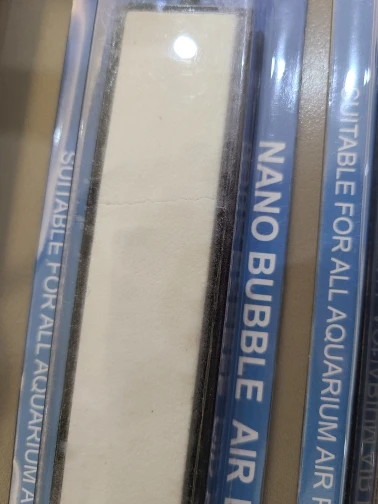 SUITABLE FOR ALL AQUARIUM A
NANO BUBBLE AIR
SUITABLE FOR ALL AQUARIUM AIR